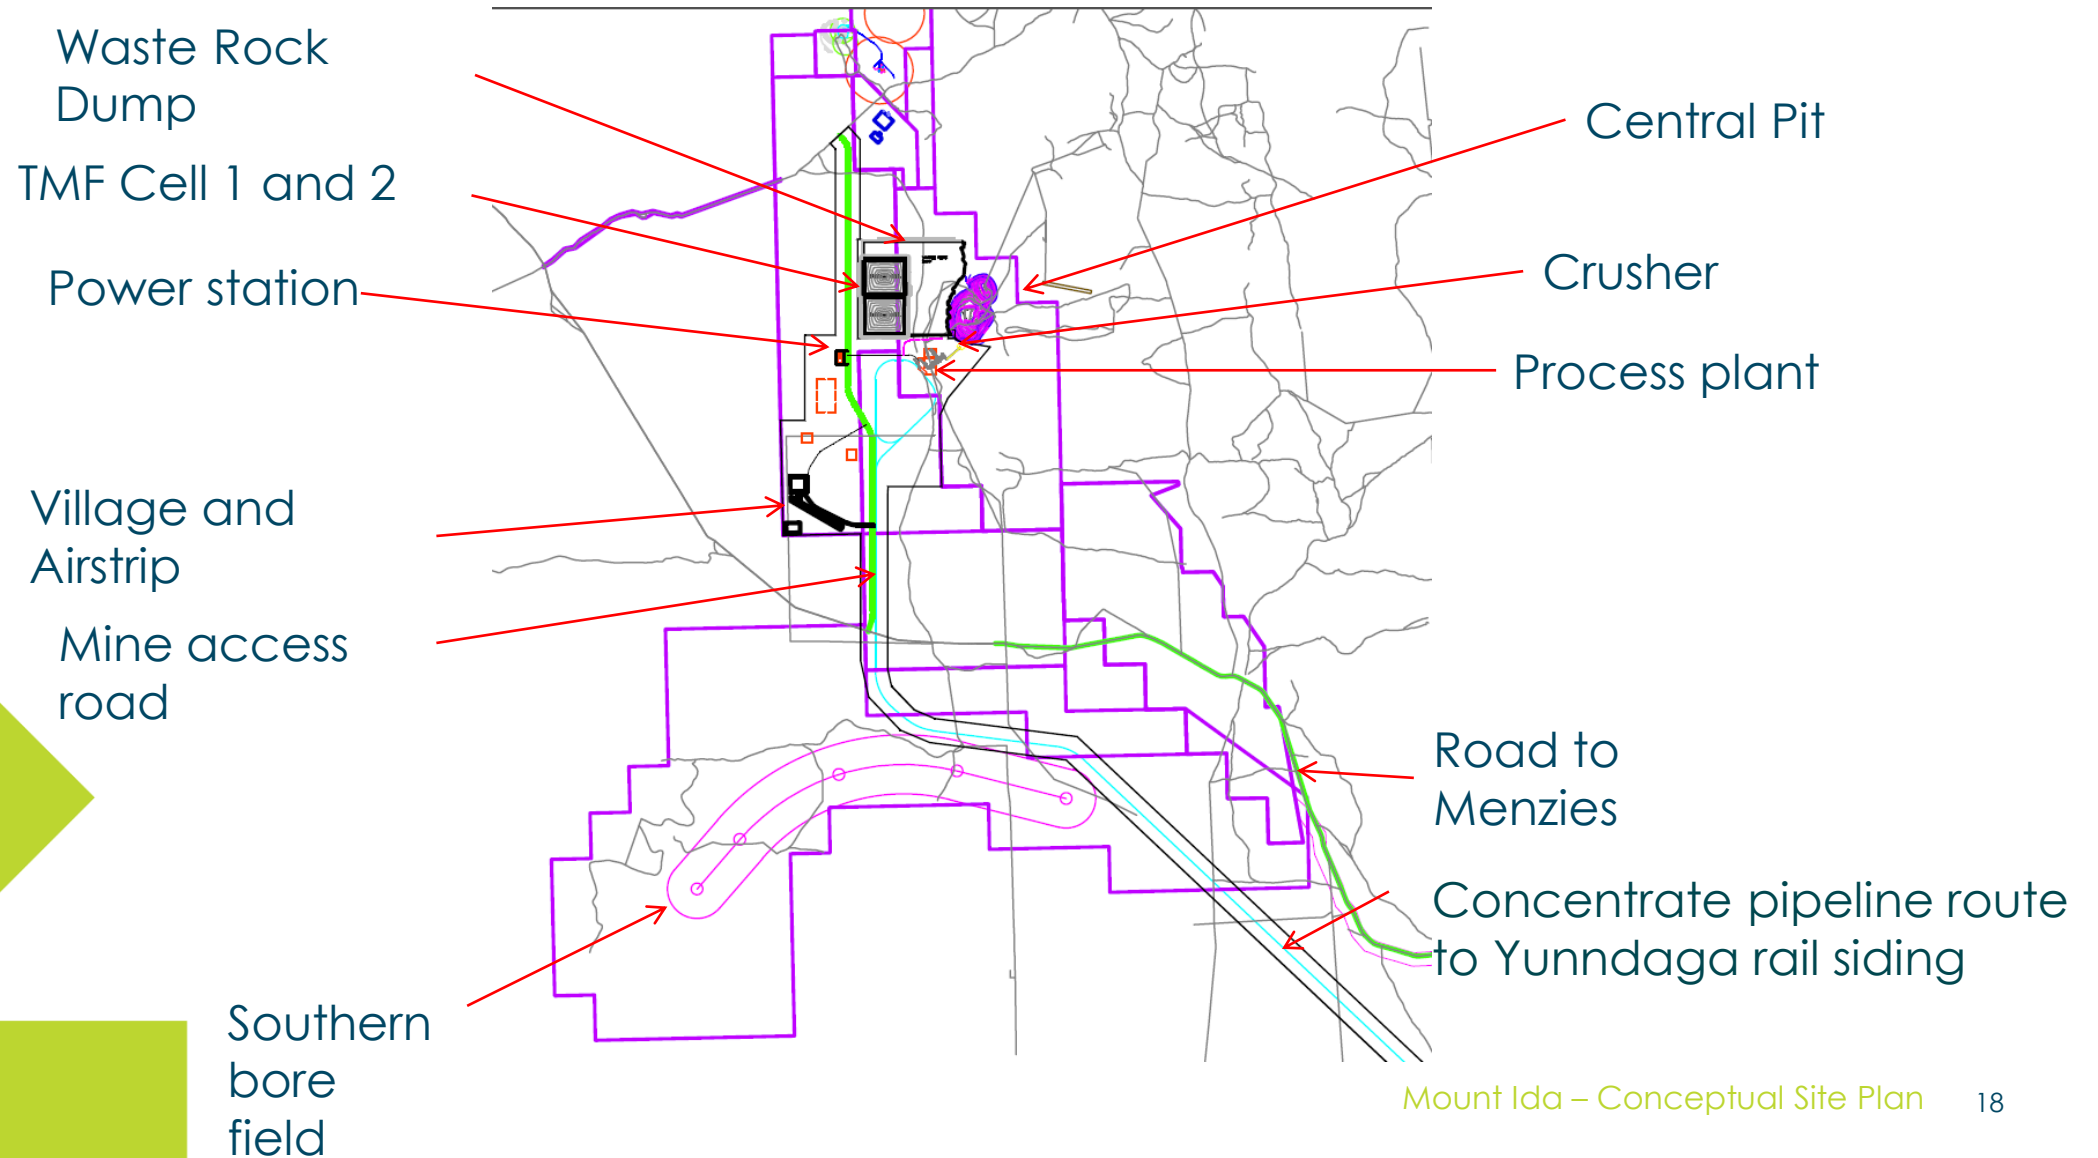 Waste Rock
Dump
TMF Cell 1 and 2
Power station
Village and
Airstrip
Mine access
road
Southern
bore
field
Central Pit
Crusher
Process plant
Road to
Menzies
Concentrate pipeline route
to Yunndaga rail siding
Mount Ida – Conceptual Site Plan
18